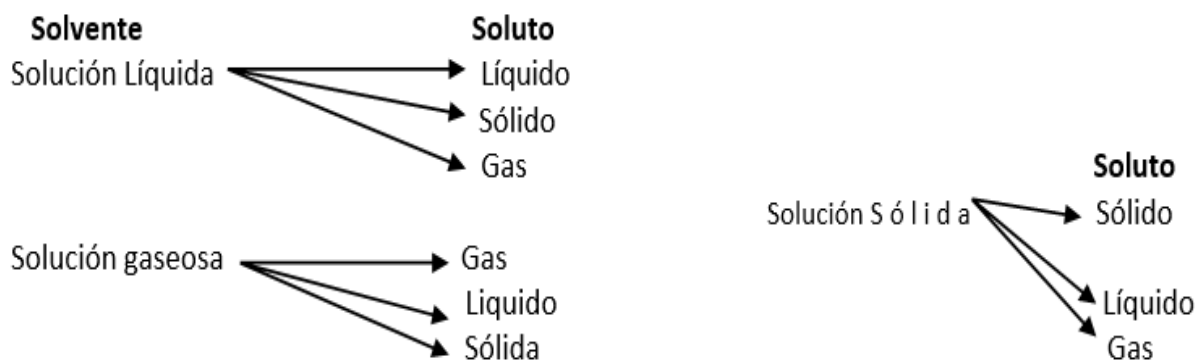 Solvente Soluto
Solución Líquida Líquido
Sólido
Gas
Solución gaseosa Gas
Liquido
Sólida
Soluto
Solución S ó l i d a Sólido
Líquido
Gas